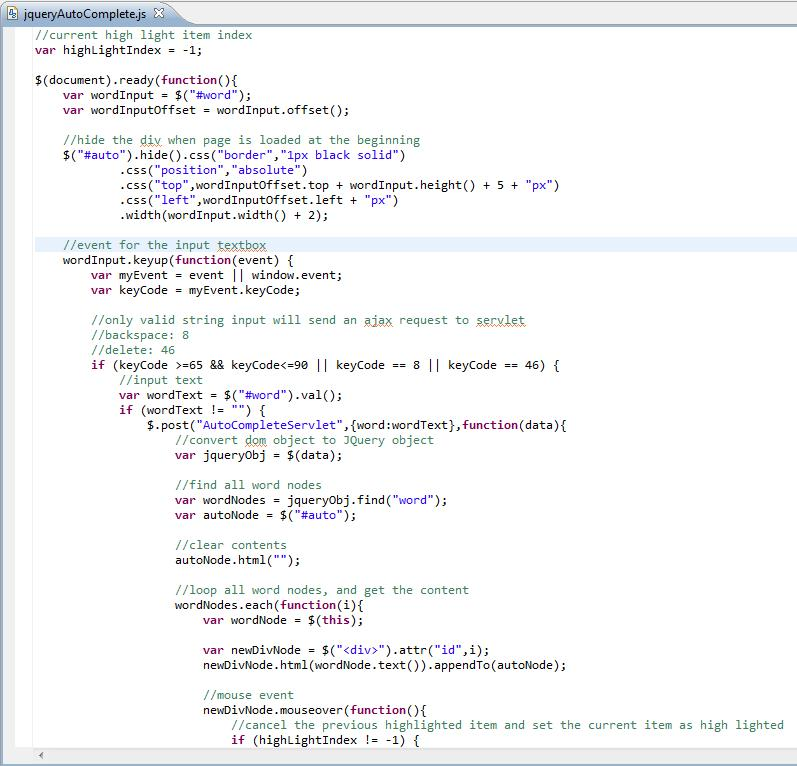 jqueryAutoComplete.js
//current high light item index
var highLightIndex = -1;
$(document).ready(function(){
var wordInput = $("#word");
var wordInputOffset = wordInput.offset();
//hide the div when page is loaded at the beginning
$("#auto").hide().css("border","1px black solid")
.css("position","absolute")
.css("top",wordInputOffset.top + wordInput.height() + 5 + "px")
.css("left",wordInputOffset.left + "px")
.width(wordInput.width() + 2);
//event for the input textbox
wordInput.keyup(function(event) {
var myEvent = event || window.event;
var keyCode = myEvent.keyCode;
//only valid string input will send an ajax request to servlet
//backspace: 8
//delete: 46
if (keyCode >=65 && keyCode<=90 || keyCode == 8 || keyCode == 46) {
//input text
var wordText = $("#word").val();
if (wordText != "") {
$.post("AutoCompleteServlet",{word:wordText},function(data){
//convert dom object to JQuery object
var jqueryObj = $(data);
//find all word nodes
var wordNodes = jqueryObj.find("word");
var autoNode = $("#auto");
//clear contents
autoNode.html("");
//loop all word nodes, and get the content
wordNodes.each(function(i){
var wordNode = $(this);
var newDivNode = $("<div>").attr("id",i);
newDivNode.html(wordNode.text()).appendTo(autoNode);
//mouse event
newDivNode.mouseover(function(){
//cancel the previous highlighted item and set the current item as high lighted
if (highLightIndex != -1) {